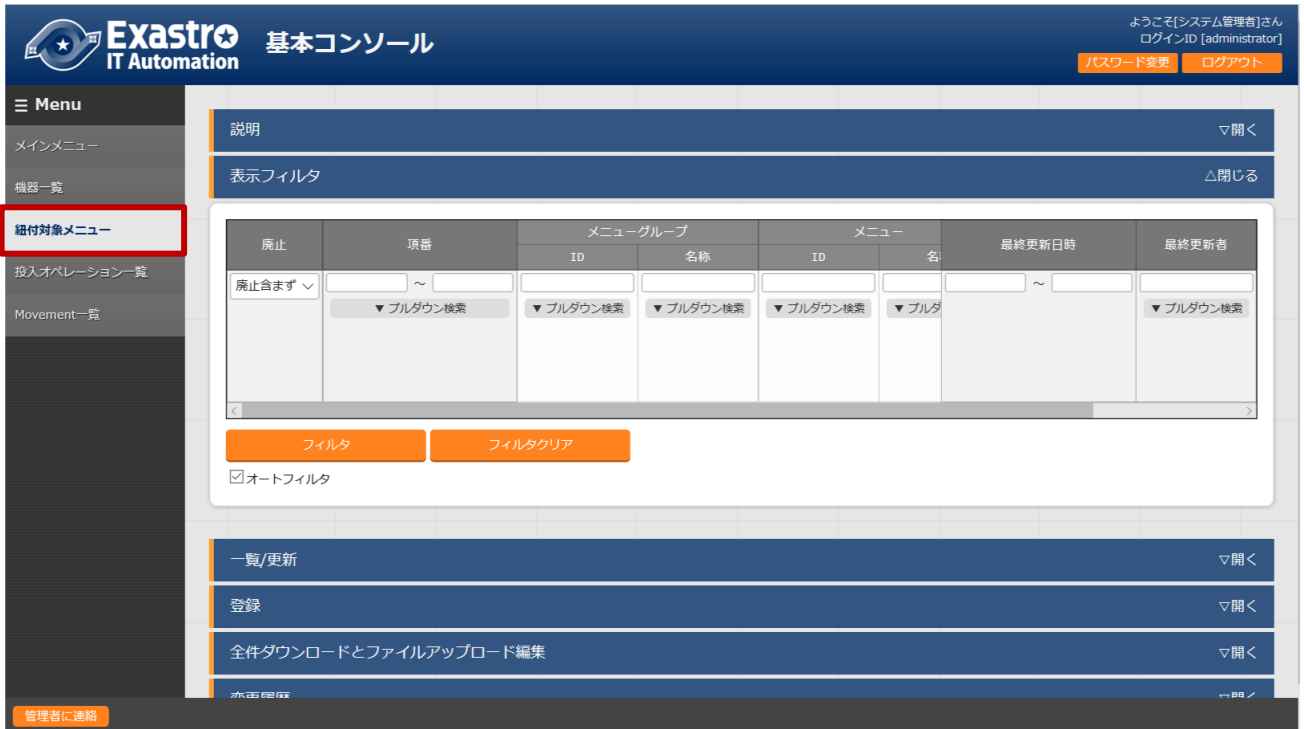 Exastro
IT Automation
基本コンソール
ようこそ[システム管理者]さん
ログインID [administrator]
パスワード変更 ログアウト
☰ Menu
メインメニュー
機器一覧
紐付対象メニュー
投入オペレーション一覧
Movement一覧
説明 ▽開く
表示フィルタ △閉じる
廃止 項番 メニューグループ メニュー 最終更新日時 最終更新者
ID 名称 ID 名
廃止含まず ～ ～
▼ プルダウン検索 ▼ プルダウン検索 ▼ プルダウン検索 ▼ プルダウン検索 ▼ プルダ ▼ プルダウン検索
フィルタ フィルタクリア
オートフィルタ
一覧/更新 ▽開く
登録 ▽開く
全件ダウンロードとファイルアップロード編集 ▽開く
変更履歴 ▽開く
管理者に連絡